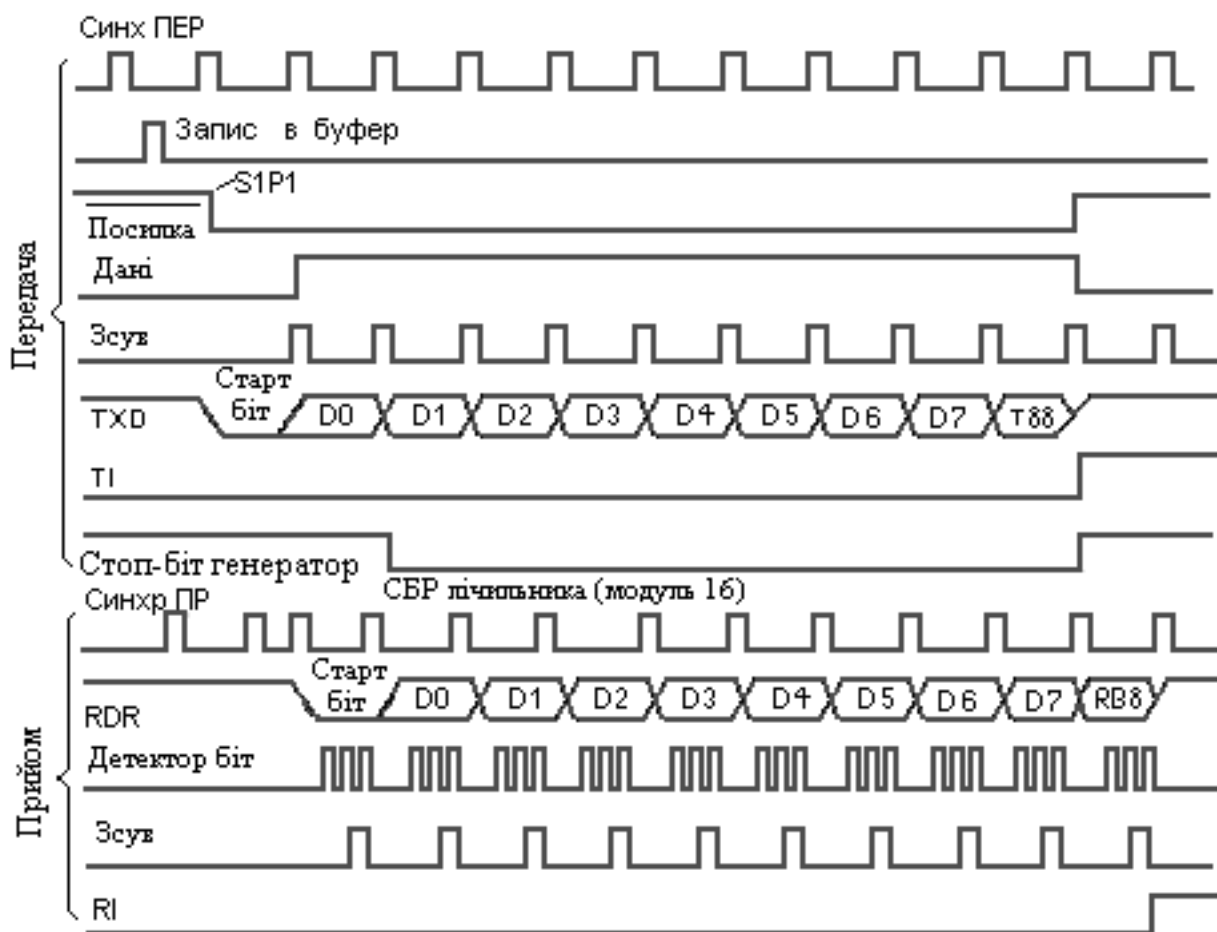 Синх ПЕР
Запис в буфер
S1P1
Посилка
Дані
Зсув
Старт
біт
TXD
D0 D1 D2 D3 D4 D5 D6 D7 т88
TI
Стоп-біт генератор
Передача
СБР лічильника (модуль 16)
Синхр ПР
Старт
біт
RDR
D0 D1 D2 D3 D4 D5 D6 D7 RB8
Детектор біт
Зсув
RI
Прийом